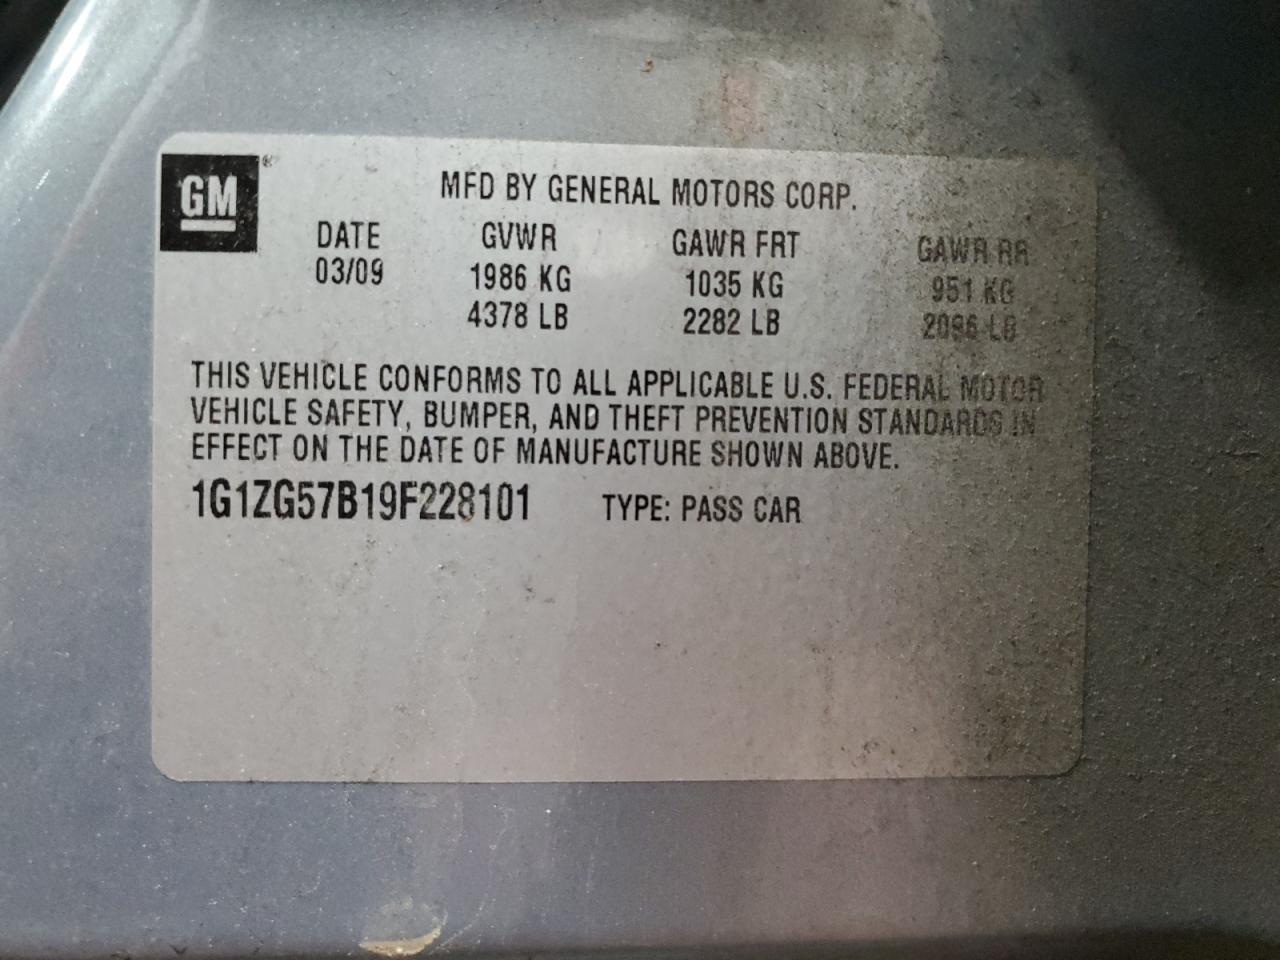 GM®
MFD BY GENERAL MOTORS CORP.
DATE GVWR GAWR FRT GAWR RR
03/09 1986 KG 1035 KG 951 KG
4378 LB 2282 LB 2096 LB
THIS VEHICLE CONFORMS TO ALL APPLICABLE U.S. FEDERAL MOTOR
VEHICLE SAFETY, BUMPER, AND THEFT PREVENTION STANDARDS IN
EFFECT ON THE DATE OF MANUFACTURE SHOWN ABOVE.
1G1ZG57B19F228101 TYPE: PASS CAR